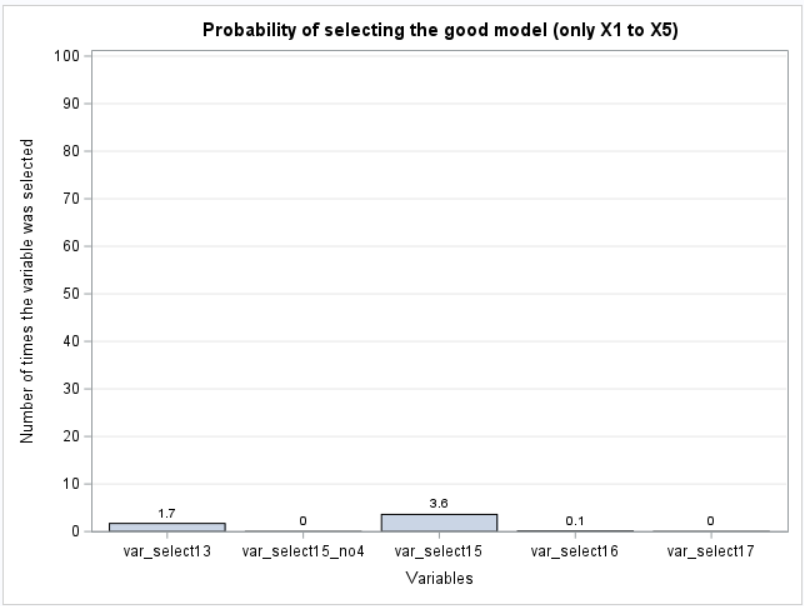 Probability of selecting the good model (only X1 to X5)
Number of times the variable was selected
100
90
80
70
60
50
40
30
20
10
0
1.7
0
3.6
0.1
0
var_select13
var_select15_no4
var_select15
var_select16
var_select17
Variables